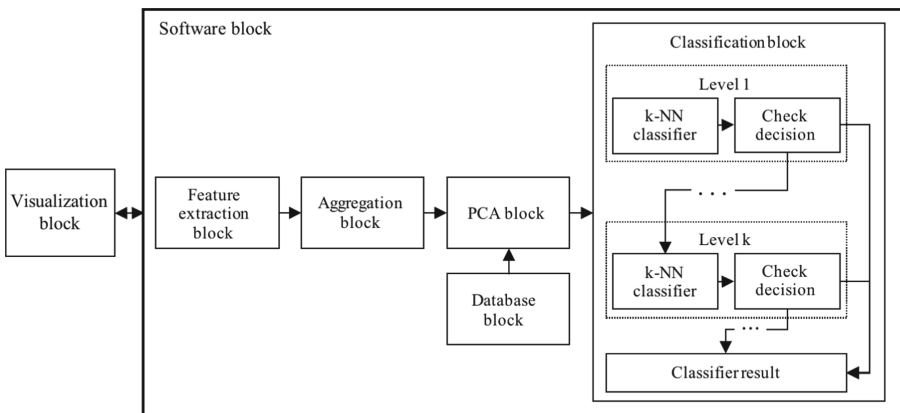 Software block
Classification block
Level 1
k-NN
classifier
Check
decision
. . .
Visualization
block
Feature
extraction
block
Aggregation
block
PCA block
Database
block
Level k
k-NN
classifier
Check
decision
...
Classifier result